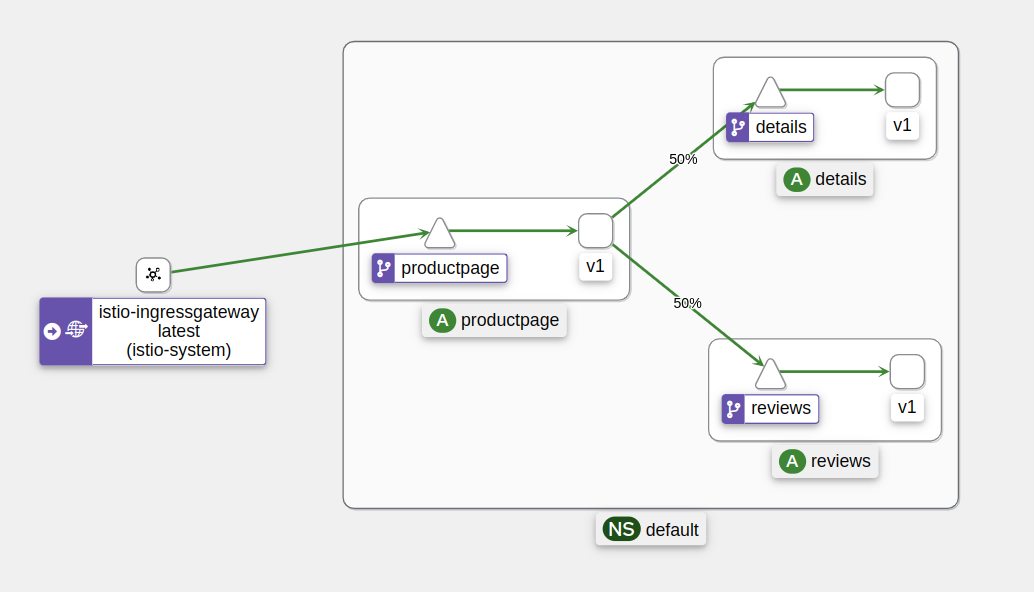 details
v1
A details
50%
productpage
v1
A productpage
istio-ingressgateway
latest
(istio-system)
50%
reviews
v1
A reviews
NS default